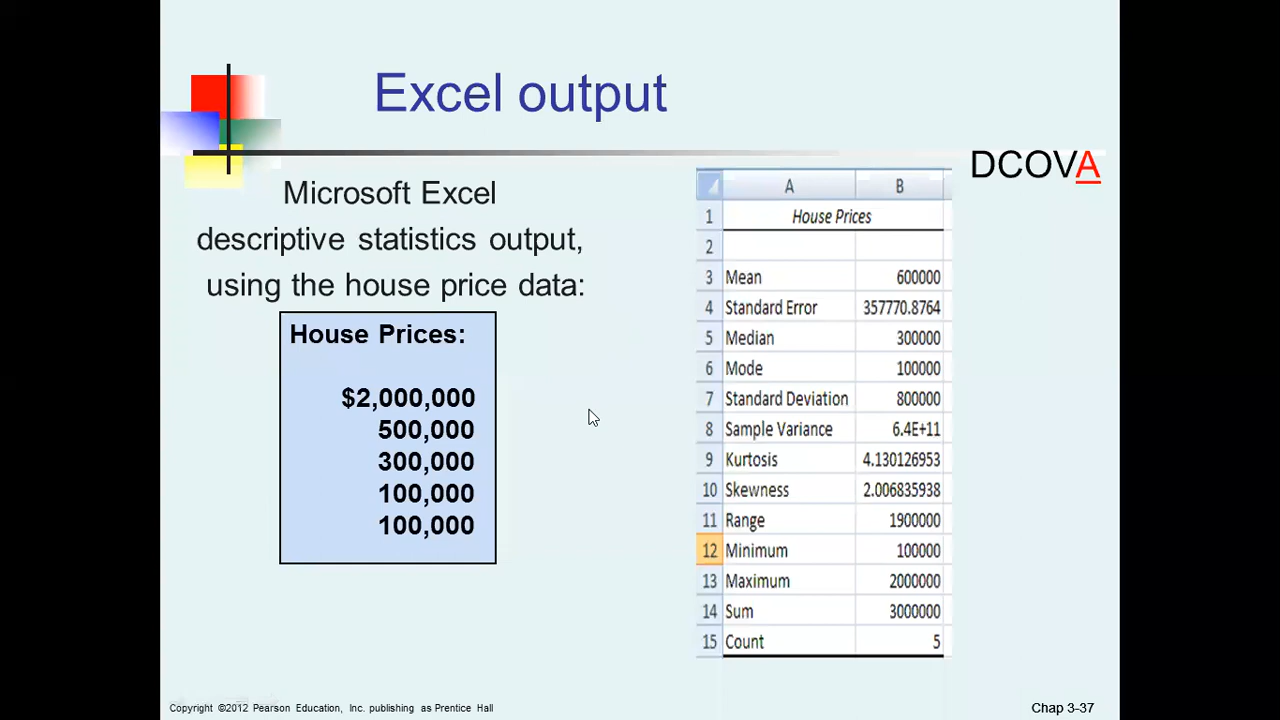 Excel output
DCOVA
Microsoft Excel
descriptive statistics output,
using the house price data:
House Prices:
$2,000,000
500,000
300,000
100,000
100,000
A B
1 House Prices
2
3 Mean 600000
4 Standard Error 357770.8764
5 Median 300000
6 Mode 100000
7 Standard Deviation 800000
8 Sample Variance 6.4E+11
9 Kurtosis 4.130126953
10 Skewness 2.006835938
11 Range 1900000
12 Minimum 100000
13 Maximum 2000000
14 Sum 3000000
15 Count 5
Copyright ©2012 Pearson Education, Inc. publishing as Prentice Hall
Chap 3-37